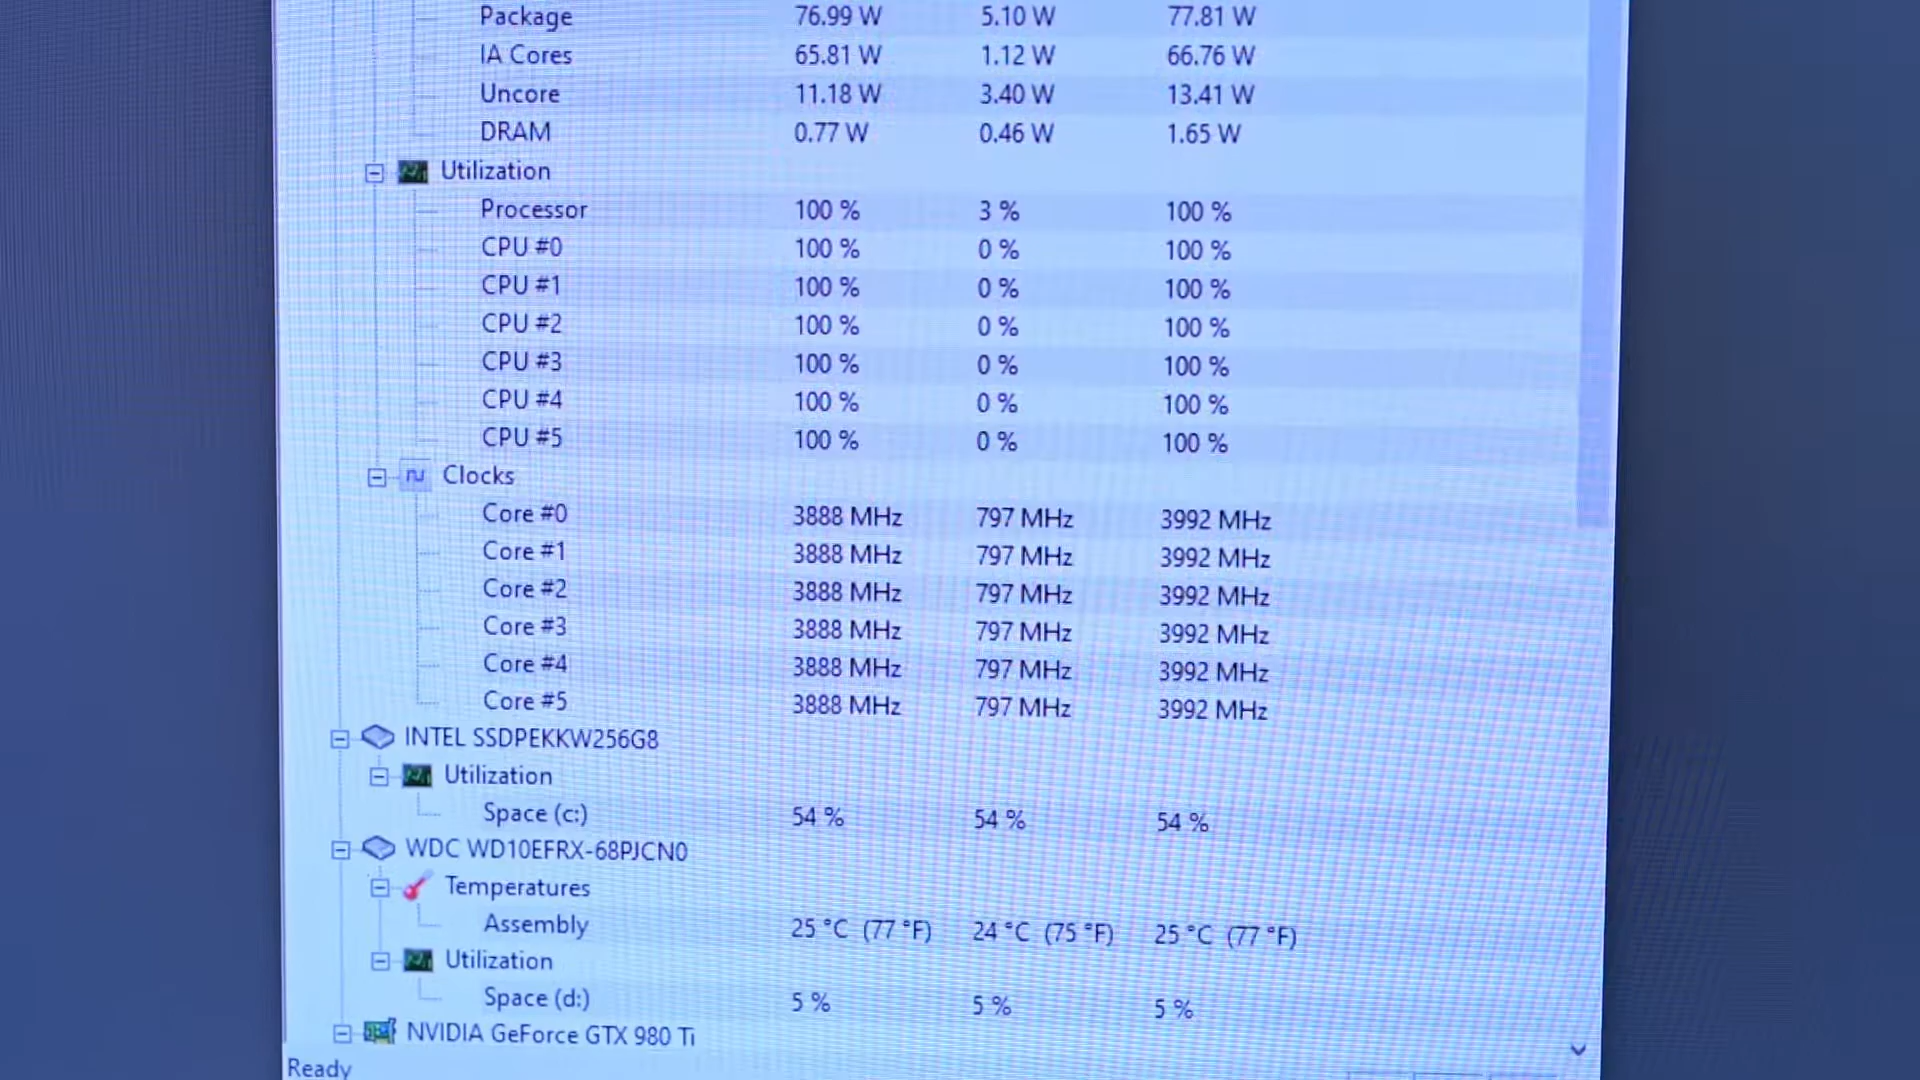 Package 76.99 W 5.10 W 77.81 W
IA Cores 65.81 W 1.12 W 66.76 W
Uncore 11.18 W 3.40 W 13.41 W
DRAM 0.77 W 0.46 W 1.65 W
Utilization
Processor 100 % 3 % 100 %
CPU #0 100 % 0 % 100 %
CPU #1 100 % 0 % 100 %
CPU #2 100 % 0 % 100 %
CPU #3 100 % 0 % 100 %
CPU #4 100 % 0 % 100 %
CPU #5 100 % 0 % 100 %
Clocks
Core #0 3888 MHz 797 MHz 3992 MHz
Core #1 3888 MHz 797 MHz 3992 MHz
Core #2 3888 MHz 797 MHz 3992 MHz
Core #3 3888 MHz 797 MHz 3992 MHz
Core #4 3888 MHz 797 MHz 3992 MHz
Core #5 3888 MHz 797 MHz 3992 MHz
INTEL SSDPEKKW256G8
Utilization
Space (c:) 54 % 54 % 54 %
WDC WD10EFRX-68PJCN0
Temperatures
Assembly 25 °C (77 °F) 24 °C (75 °F) 25 °C (77 °F)
Utilization
Space (d:) 5 % 5 % 5 %
NVIDIA GeForce GTX 980 Ti
Ready